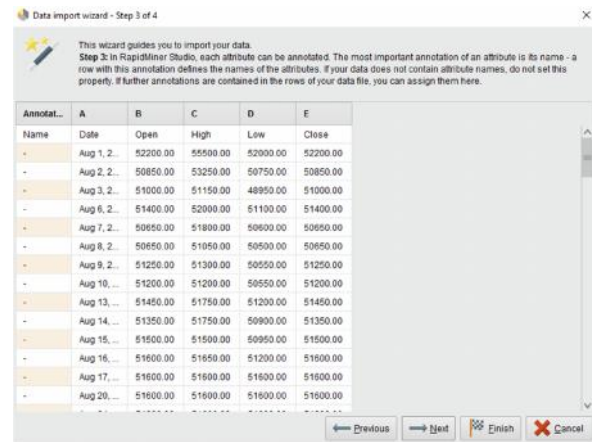 Data import wizard - Step 3 of 4
This wizard guides you to import your data.
Step 3: In RapidMiner Studio, each attribute can be annotated. The most important annotation of an attribute is its name - a
row with this annotation defines the names of the attributes. If your data does not contain attribute names, do not set this
property. If further annotations are contained in the rows of your data file, you can assign them here.
Annotat... A B C D E
Name Date Open High Low Close
- Aug 1, 2... 52200.00 55500.00 52000.00 52200.00
- Aug 2, 2... 50850.00 53250.00 50750.00 50850.00
- Aug 3, 2... 51000.00 51150.00 48950.00 51000.00
- Aug 6, 2... 51400.00 52000.00 51100.00 51400.00
- Aug 7, 2... 50650.00 51800.00 50600.00 50650.00
- Aug 8, 2... 50650.00 51050.00 50500.00 50650.00
- Aug 9, 2... 51250.00 51300.00 50550.00 51250.00
- Aug 10, ... 51200.00 51200.00 50550.00 51200.00
- Aug 13, ... 51450.00 51750.00 51200.00 51450.00
- Aug 14, ... 51350.00 51750.00 50900.00 51350.00
- Aug 15, ... 51500.00 51500.00 50950.00 51500.00
- Aug 16, ... 51600.00 51650.00 51200.00 51600.00
- Aug 17, ... 51600.00 51600.00 51600.00 51600.00
- Aug 20, ... 51600.00 51600.00 51600.00 51600.00
Previous Next Finish Cancel